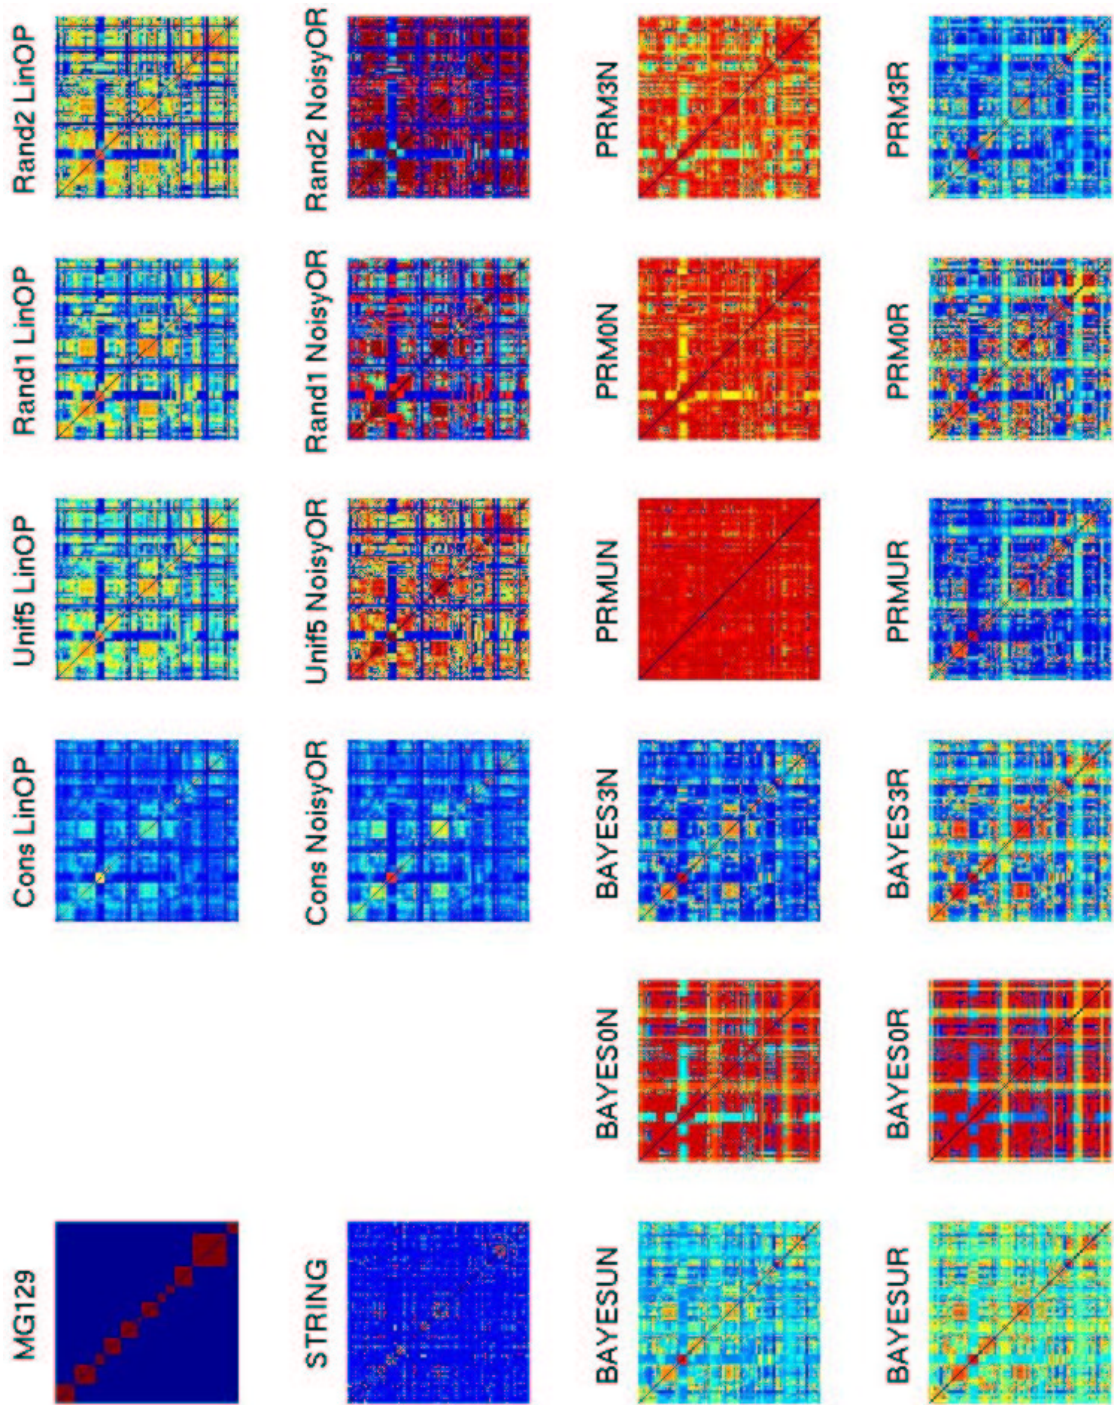 MG129
Cons LinOP
Unif5 LinOP
Rand1 LinOP
Rand2 LinOP
STRING
Cons NoisyOR
Unif5 NoisyOR
Rand1 NoisyOR
Rand2 NoisyOR
BAYESUN
BAYES0N
BAYES3N
PRMUN
PRM0N
PRM3N
BAYESUR
BAYES0R
BAYES3R
PRMUR
PRM0R
PRM3R